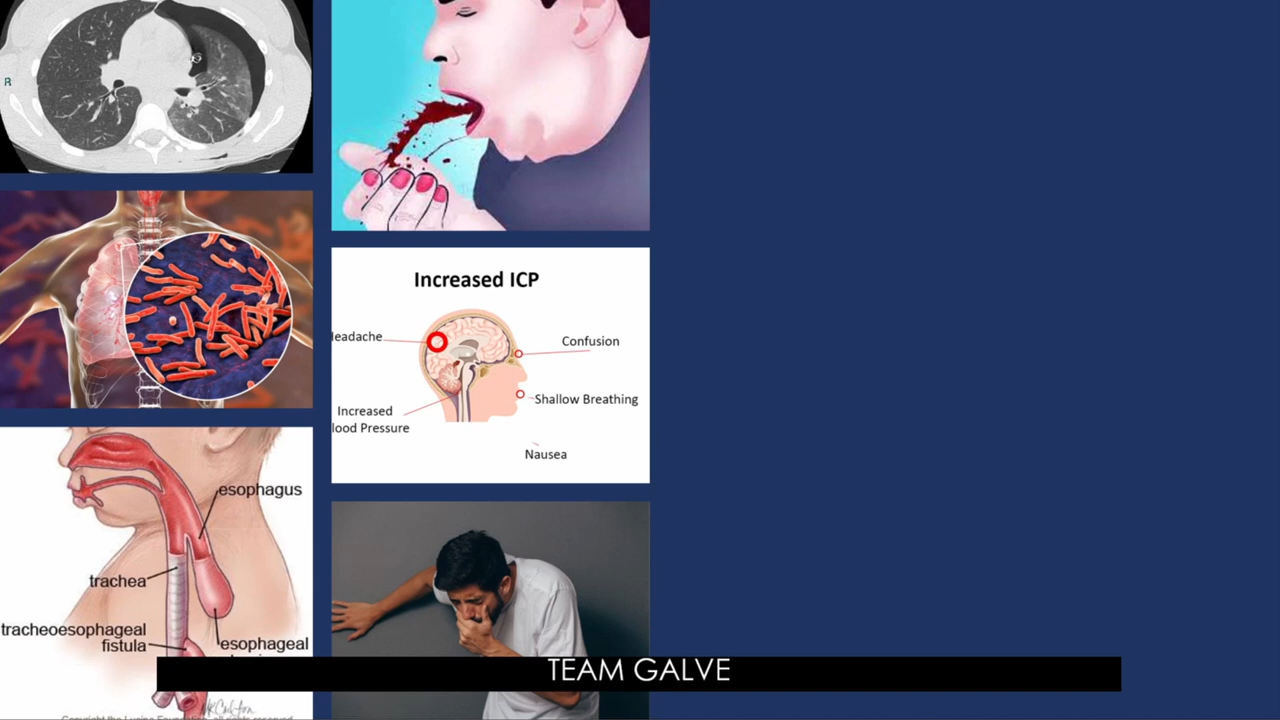 R
Increased ICP
eadache
Confusion
Shallow Breathing
Increased
lood Pressure
Nausea
esophagus
trachea
tracheoesophageal
fistula
esophageal
TEAM GALVE